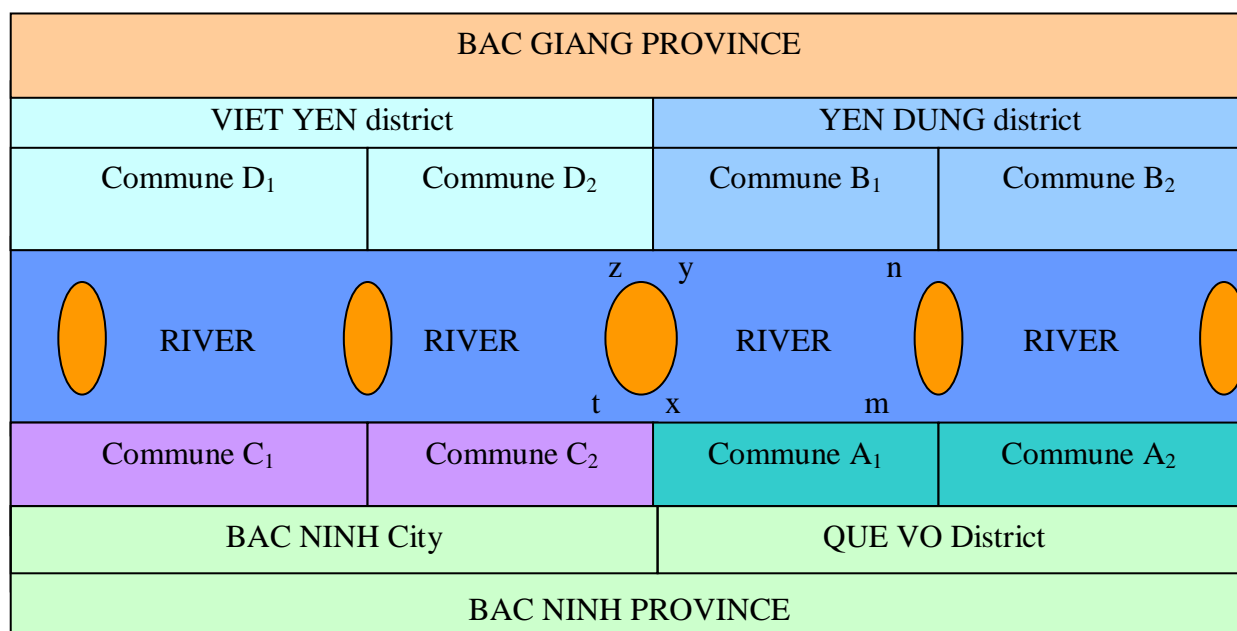 BAC GIANG PROVINCE
VIET YEN district YEN DUNG district
Commune D₁ Commune D₂ Commune B₁ Commune B₂
z y n
RIVER RIVER RIVER RIVER
t x m
Commune C₁ Commune C₂ Commune A₁ Commune A₂
BAC NINH City QUE VO District
BAC NINH PROVINCE